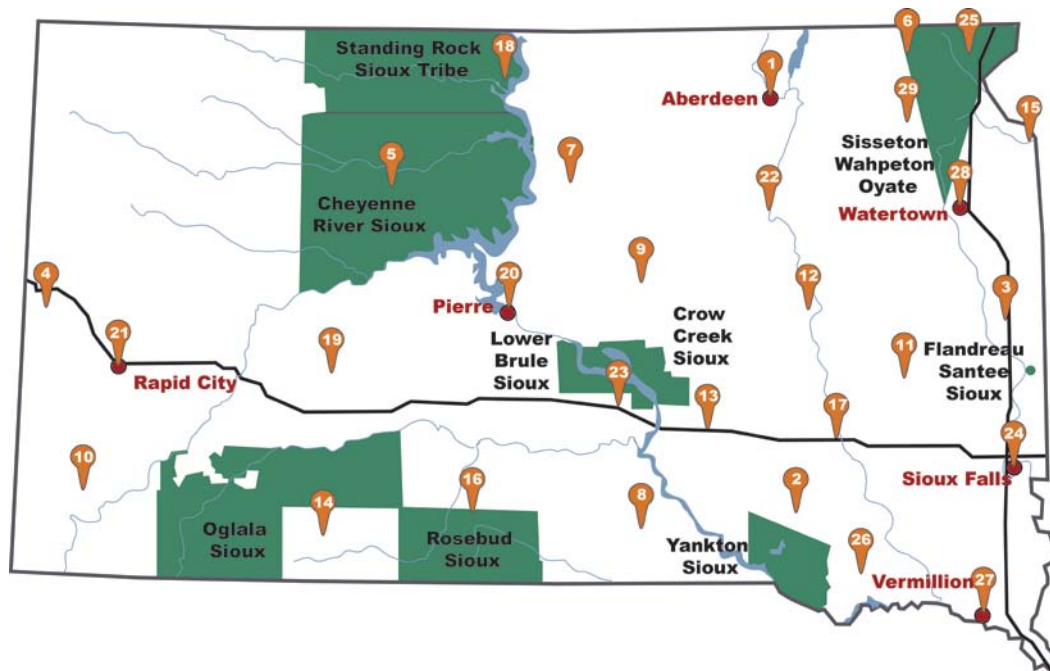 6
25
Standing Rock
Sioux Tribe
18
1
Aberdeen
29
15
5
7
Sisseton
Wahpeton
Oyate
22
28
Cheyenne
River Sioux
Watertown
9
4
20
12
3
Pierre
21
19
Lower
Brule
Sioux
Crow
Creek
Sioux
11
Flandreau
Santee
Sioux
Rapid City
23
13
17
24
10
16
8
2
Sioux Falls
14
Oglala
Sioux
Rosebud
Sioux
Yankton
Sioux
26
Vermillion
27